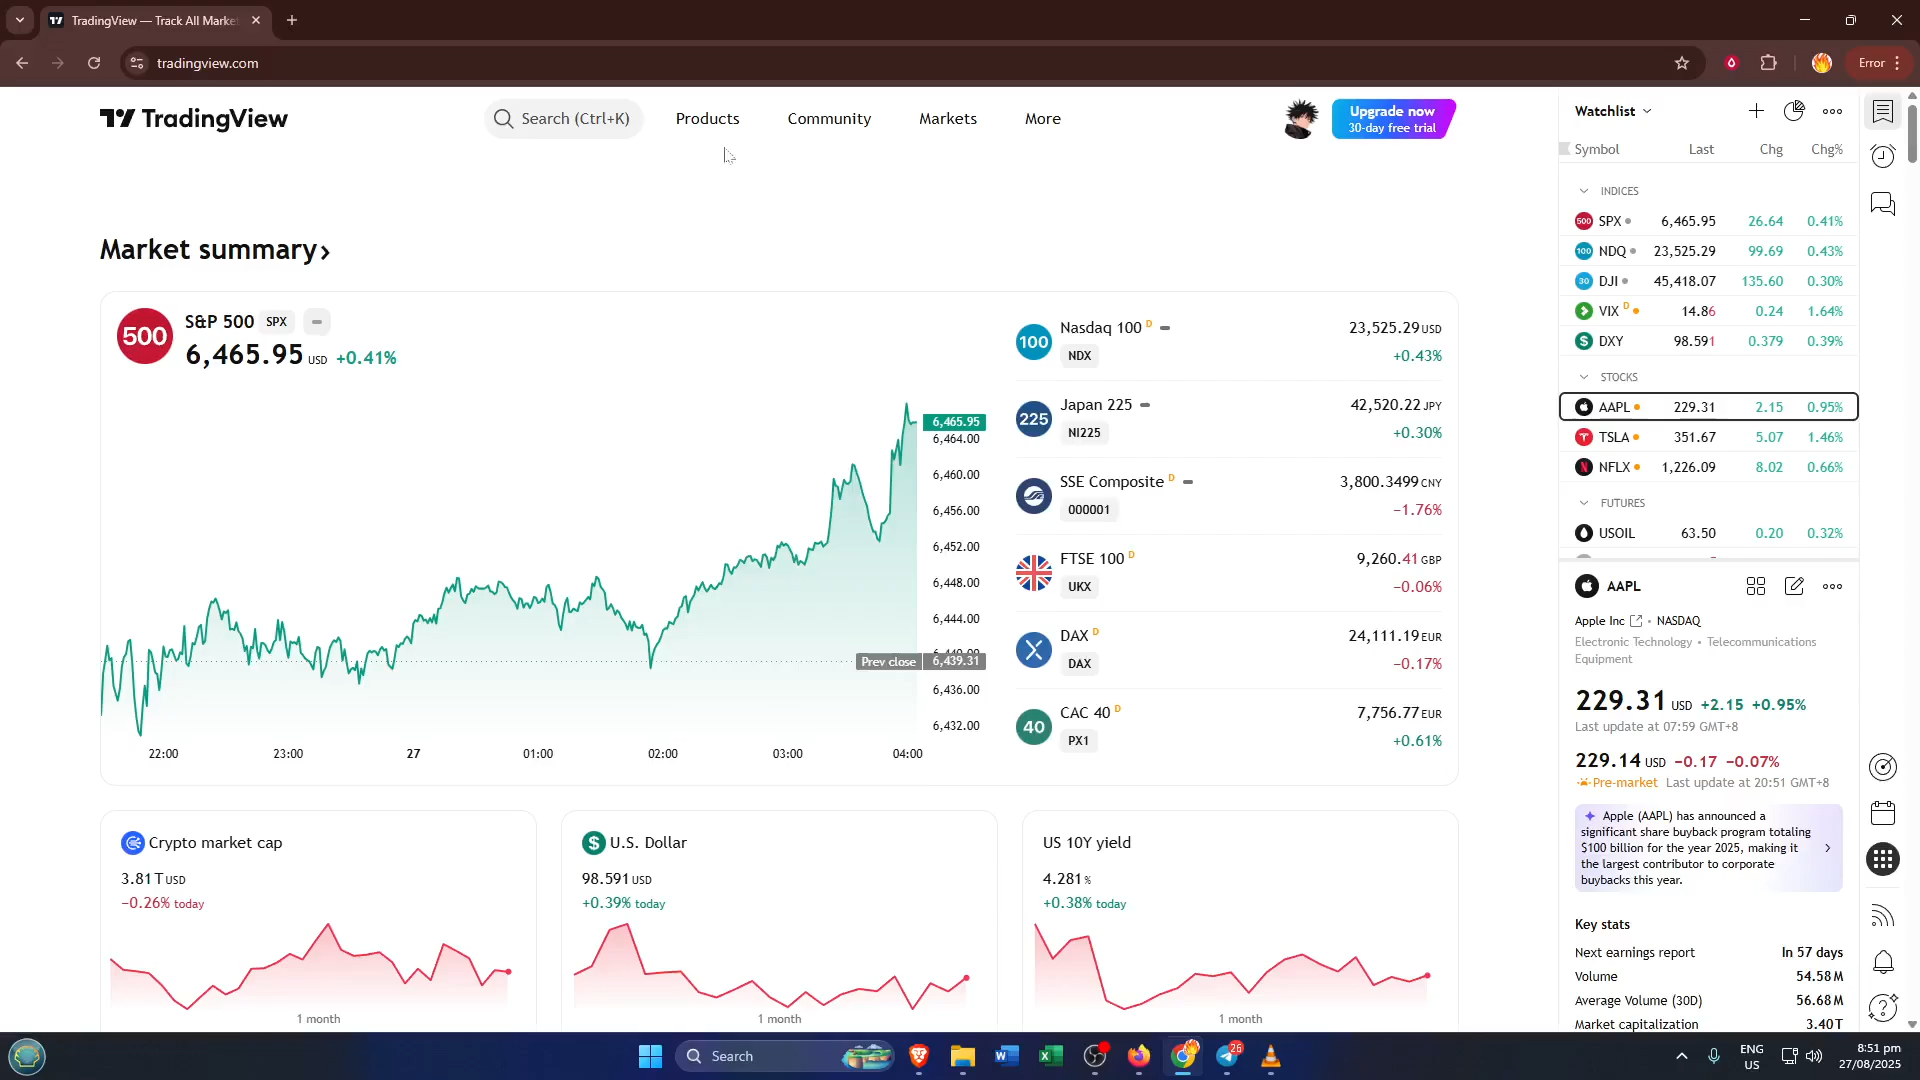 TradingView — Track All Marke
tradingview.com
Error
TradingView
Search (Ctrl+K)
Products
Community
Markets
More
Upgrade now
30-day free trial
Market summary›
500
S&P 500 SPX
6,465.95 USD +0.41%
6,465.95
6,464.00
6,460.00
6,456.00
6,452.00
6,448.00
6,444.00
Prev close 6,439.31
6,436.00
6,432.00
22:00 23:00 27 01:00 02:00 03:00 04:00
100
Nasdaq 100 D
NDX
23,525.29 USD
+0.43%
225
Japan 225
NI225
42,520.22 JPY
+0.30%
SSE Composite D
000001
3,800.3499 CNY
−1.76%
FTSE 100 D
UKX
9,260.41 GBP
−0.06%
DAX D
DAX
24,111.19 EUR
−0.17%
40
CAC 40 D
PX1
7,756.77 EUR
+0.61%
Crypto market cap
3.81 T USD
−0.26% today
1 month
U.S. Dollar
98.591 USD
+0.39% today
1 month
US 10Y yield
4.281 %
+0.38% today
1 month
Watchlist
Symbol Last Chg Chg%
INDICES
500 SPX 6,465.95 26.64 0.41%
100 NDQ 23,525.29 99.69 0.43%
30 DJI 45,418.07 135.60 0.30%
VIX D 14.86 0.24 1.64%
DXY 98.591 0.379 0.39%
STOCKS
AAPL 229.31 2.15 0.95%
TSLA 351.67 5.07 1.46%
NFLX 1,226.09 8.02 0.66%
FUTURES
USOIL 63.50 0.20 0.32%
AAPL
Apple Inc • NASDAQ
Electronic Technology • Telecommunications
Equipment
229.31 USD +2.15 +0.95%
Last update at 07:59 GMT+8
229.14 USD −0.17 −0.07%
Pre-market Last update at 20:51 GMT+8
Apple (AAPL) has announced a
significant share buyback program totaling
$100 billion for the year 2025, making it
the largest contributor to corporate
buybacks this year.
Key stats
Next earnings report In 57 days
Volume 54.58 M
Average Volume (30D) 56.68 M
Market capitalization 3.40 T
Search
26
ENG
US
8:51 pm
27/08/2025